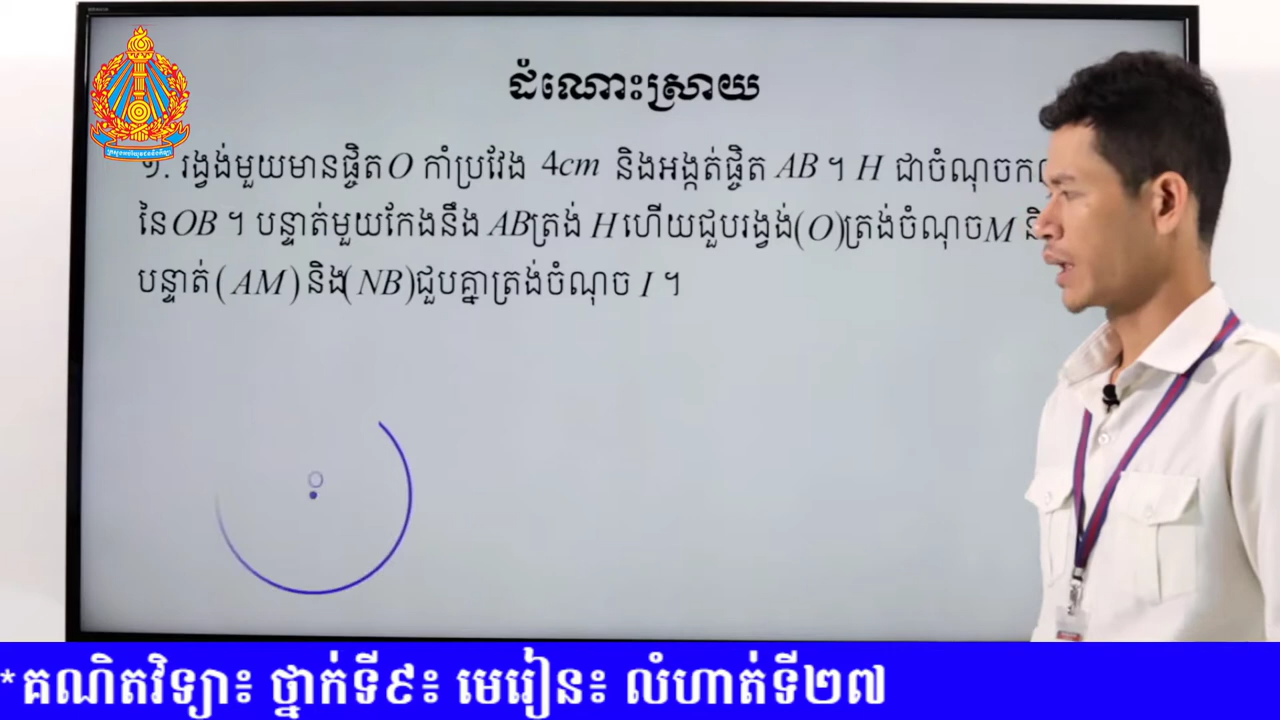 ដំណោះស្រាយ
១. រង្វង់មួយមានផ្ចិត O កាំប្រវែង 4cm និងអង្កត់ផ្ចិត AB ។ H ជាចំណុច
នៃ OB ។ បន្ទាត់មួយកែងនឹង AB ត្រង់ H ហើយជួបរង្វង់(O)ត្រង់ចំណុច M
បន្ទាត់(AM)និង(NB)ជួបគ្នាត្រង់ចំណុច I ។
O
*គណិតវិទ្យា៖ ថ្នាក់ទី៩៖ មេរៀន៖ លំហាត់ទី២៧